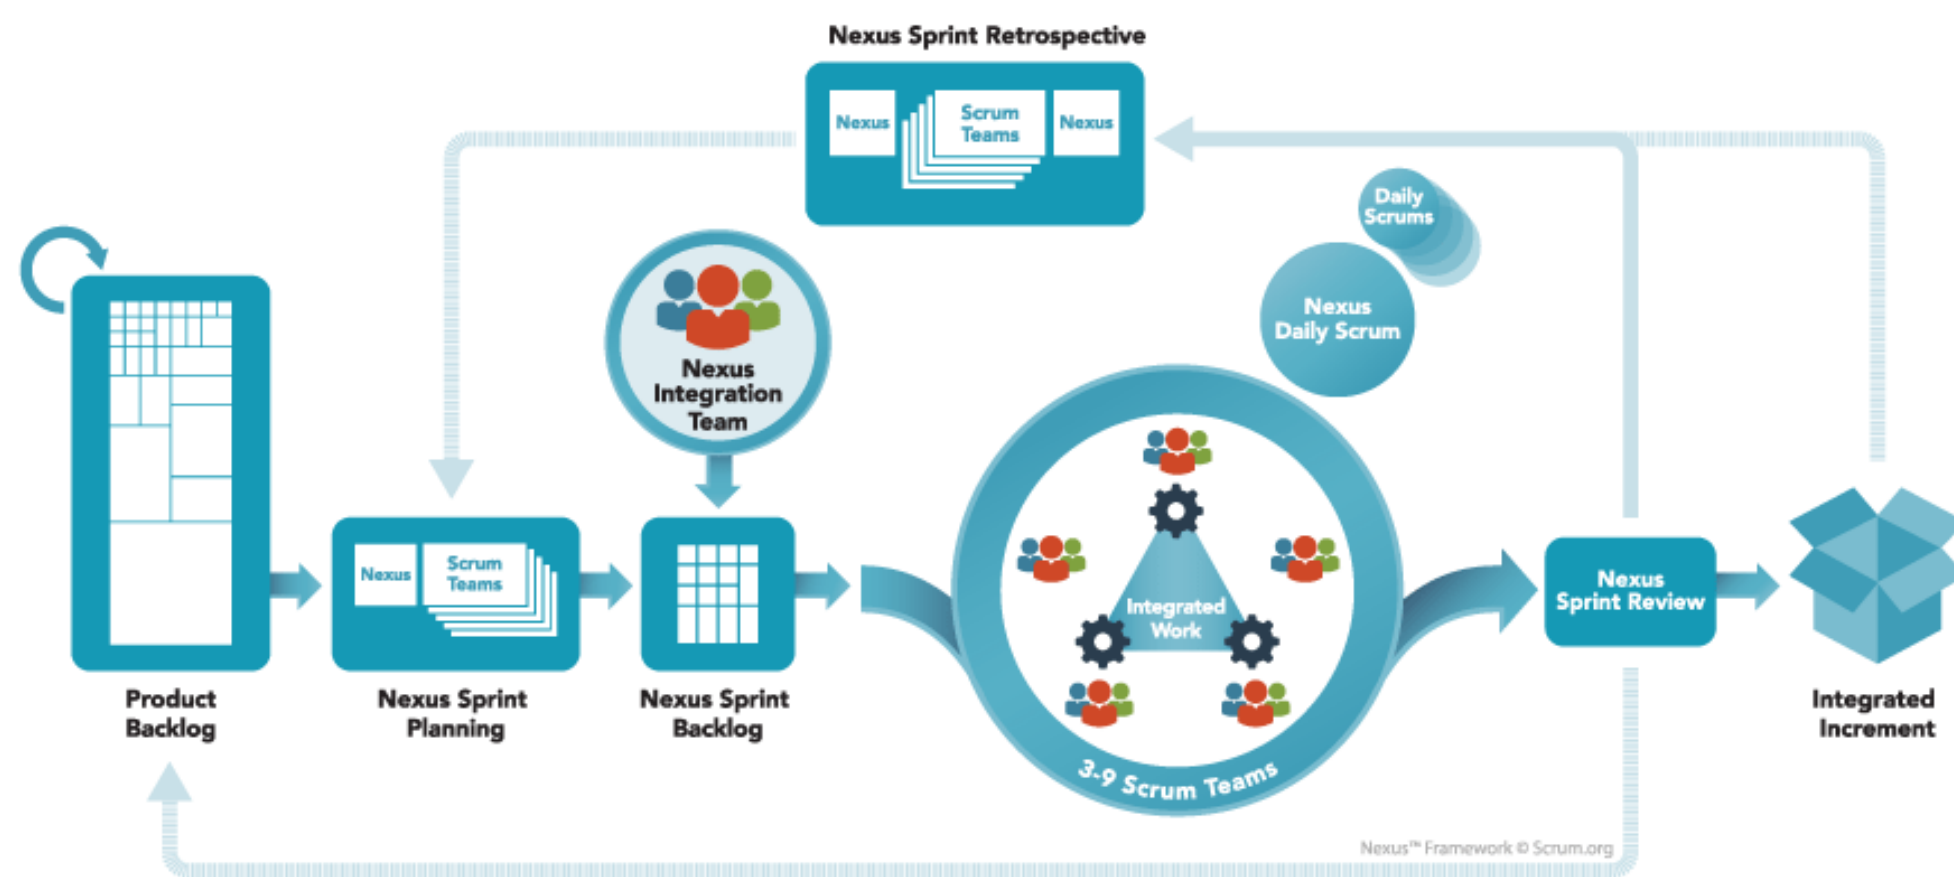 Nexus Sprint Retrospective
Nexus
Scrum
Teams
Nexus
Daily
Scrums
Nexus
Daily Scrum
Nexus
Integration
Team
Nexus
Scrum
Teams
Integrated
Work
Nexus
Sprint Review
Product
Backlog
Nexus Sprint
Planning
Nexus Sprint
Backlog
3-9 Scrum Teams
Integrated
Increment
Nexus™ Framework © Scrum.org